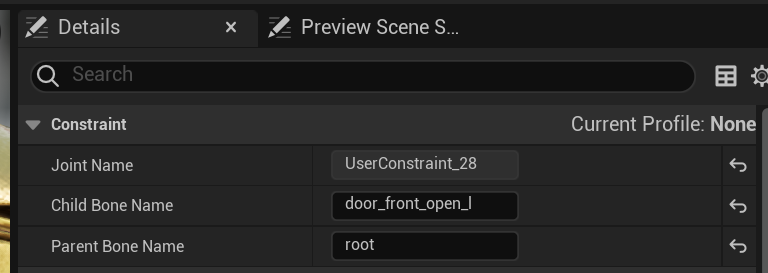 Details
Preview Scene S...
Search
Constraint
Current Profile: None
Joint Name
UserConstraint_28
Child Bone Name
door_front_open_l
Parent Bone Name
root